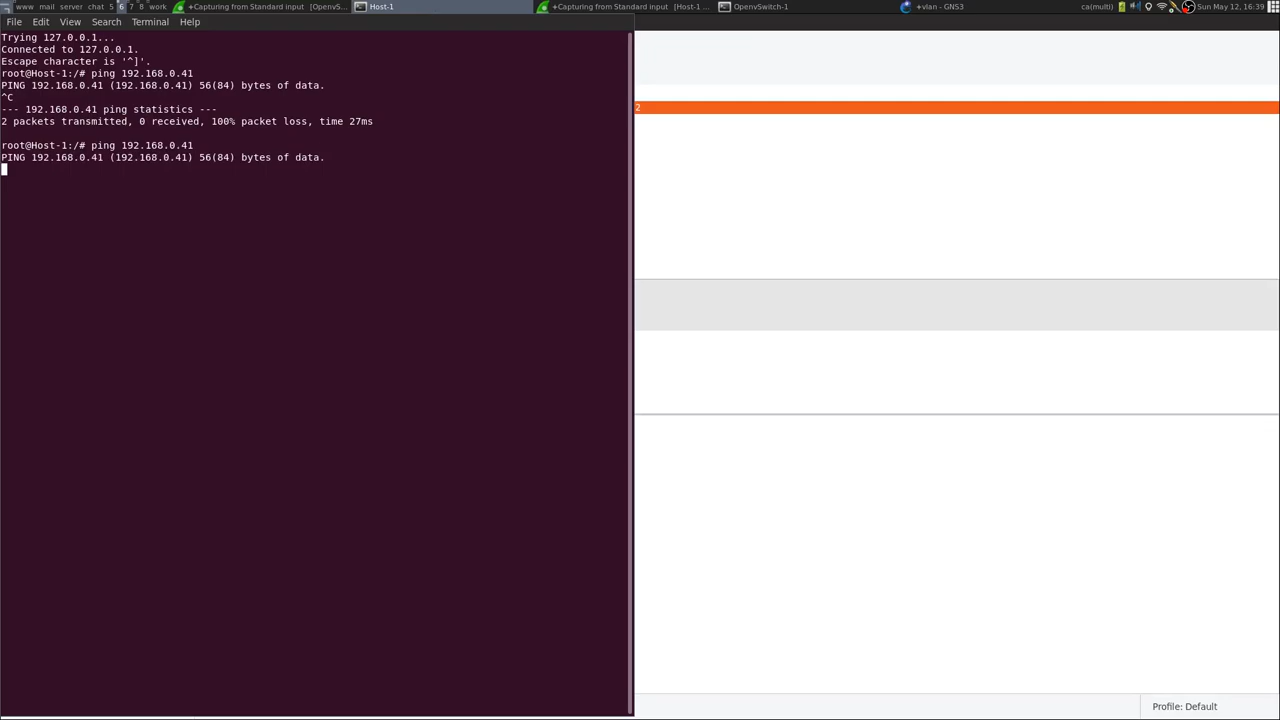 www mail server chat 5 6 7 8 work +Capturing from Standard input [OpenvS... Host-1 +Capturing from Standard input [Host-1 ... OpenvSwitch-1 +vlan - GNS3 ca(multi) Sun May 12, 16:39
File Edit View Search Terminal Help
Trying 127.0.0.1...
Connected to 127.0.0.1.
Escape character is '^]'.
root@Host-1:/# ping 192.168.0.41
PING 192.168.0.41 (192.168.0.41) 56(84) bytes of data.
^C
--- 192.168.0.41 ping statistics ---
2 packets transmitted, 0 received, 100% packet loss, time 27ms
root@Host-1:/# ping 192.168.0.41
PING 192.168.0.41 (192.168.0.41) 56(84) bytes of data.
2
Profile: Default